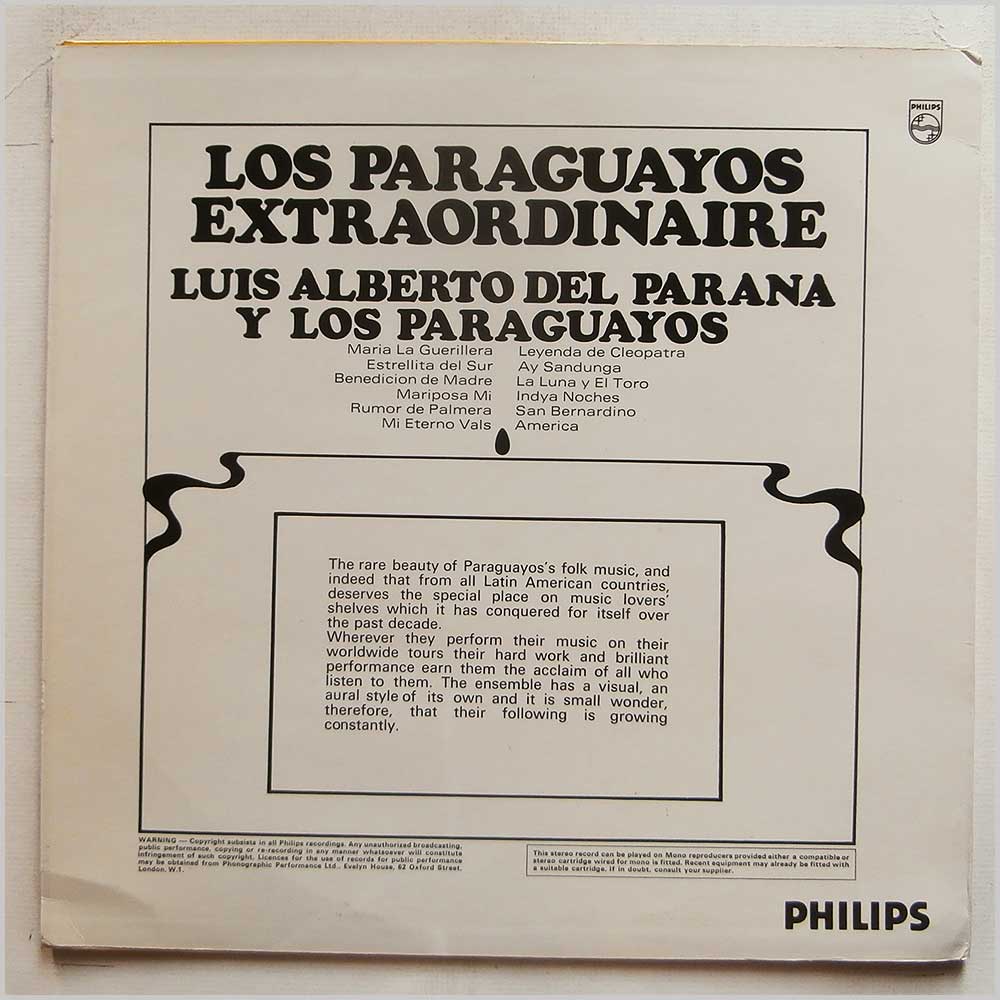 PHILIPS
LOS PARAGUAYOS
EXTRAORDINAIRE
LUIS ALBERTO DEL PARANA
Y LOS PARAGUAYOS
Maria La Guerillera
Estrellita del Sur
Benedicion de Madre
Mariposa Mi
Rumor de Palmera
Mi Eterno Vals
Leyenda de Cleopatra
Ay Sandunga
La Luna y El Toro
Indya Noches
San Bernardino
America
The rare beauty of Paraguayos's folk music, and
indeed that from all Latin American countries,
deserves the special place on music lovers'
shelves which it has conquered for itself over
the past decade.
Wherever they perform their music on their
worldwide tours their hard work and brilliant
performance earn them the acclaim of all who
listen to them. The ensemble has a visual, an
aural style of its own and it is small wonder,
therefore, that their following is growing
constantly.
WARNING — Copyright subsists in all Philips recordings. Any unauthorized broadcasting,
public performance, copying or re-recording in any manner whatsoever will constitute
infringement of such copyright. Licences for the use of records for public performance
may be obtained from Phonographic Performance Ltd., Evelyn House, 62 Oxford Street,
London, W.1.
This stereo record can be played on Mono reproducers provided either a compatible or
stereo cartridge wired for mono is fitted. Recent equipment may already be fitted with
a suitable cartridge. If in doubt, consult your supplier.
PHILIPS